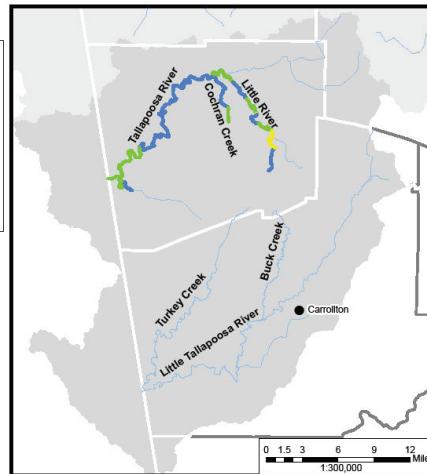 Tallapoosa River
Little River
Cochran Creek
Turkey Creek
Buck Creek
Little Tallapoosa River
Carrollton
0 1.5 3 6 9 12
Mile
1:300,000